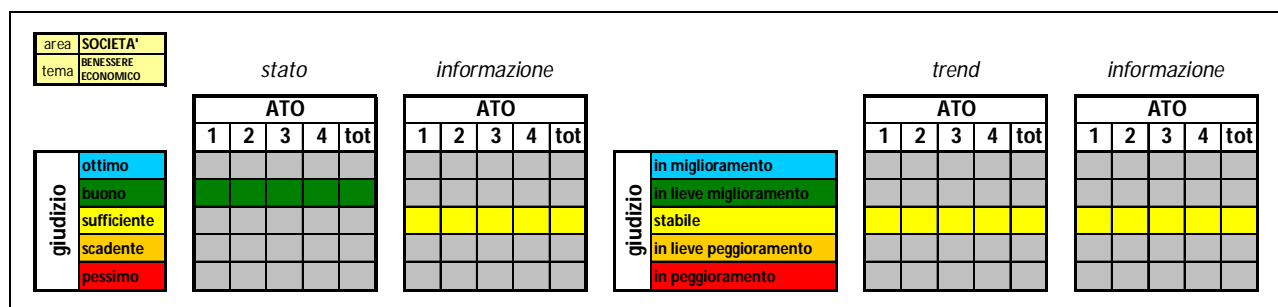 area SOCIETA'
tema BENESSERE ECONOMICO
stato informazione trend informazione
ATO ATO ATO ATO
1 2 3 4 tot 1 2 3 4 tot 1 2 3 4 tot 1 2 3 4 tot
giudizio
ottimo
buono
sufficiente
scadente
pessimo
giudizio
in miglioramento
in lieve miglioramento
stabile
in lieve peggioramento
in peggioramento